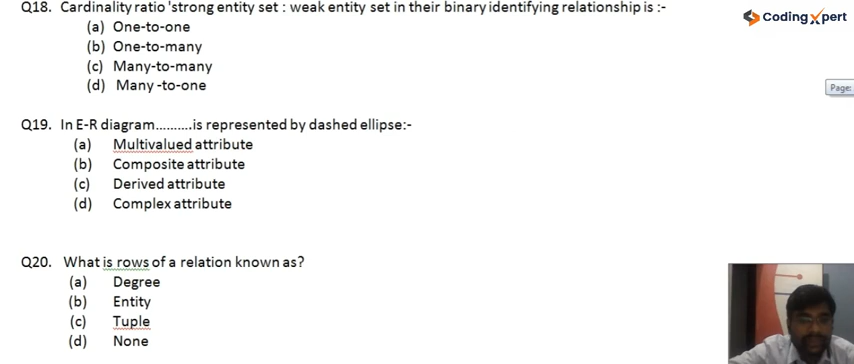 Q18. Cardinality ratio 'strong entity set : weak entity set in their binary identifying relationship is :-
(a) One-to-one
(b) One-to-many
(c) Many-to-many
(d) Many -to-one
Coding Xpert
Page:
Q19. In E-R diagram..........is represented by dashed ellipse:-
(a) Multivalued attribute
(b) Composite attribute
(c) Derived attribute
(d) Complex attribute
Q20. What is rows of a relation known as?
(a) Degree
(b) Entity
(c) Tuple
(d) None